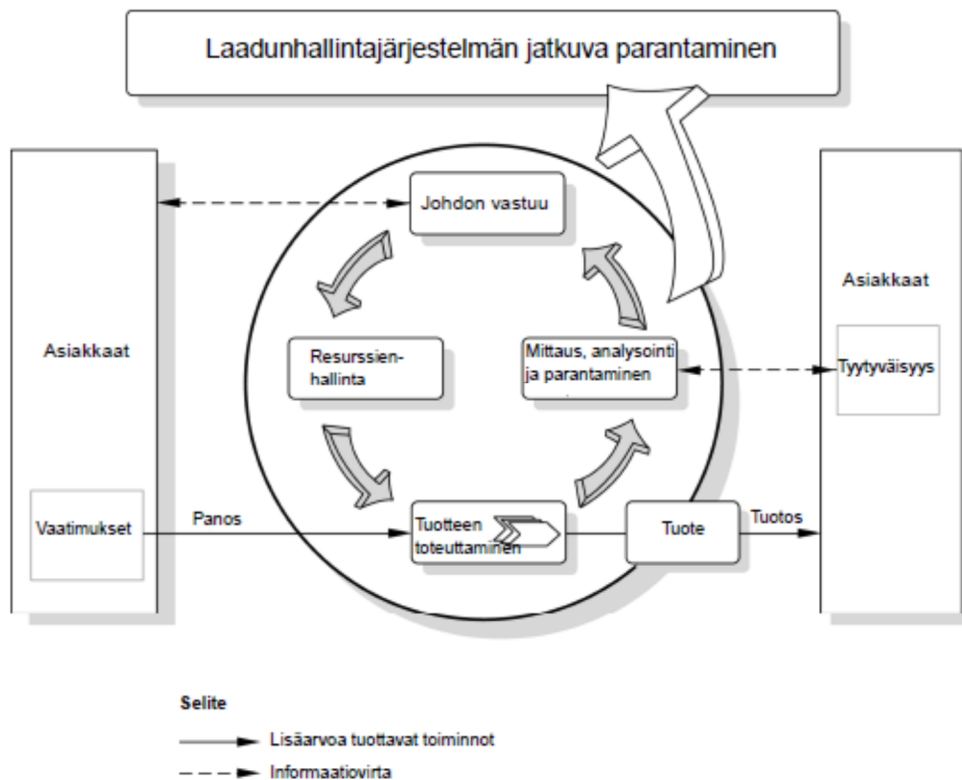 Laadunhallintajärjestelmän jatkuva parantaminen
Johdon vastuu
Asiakkaat
Asiakkaat
Resurssien-
hallinta
Mittaus, analysointi
ja parantaminen
Tyytyväisyys
Vaatimukset
Panos
Tuotteen
toteuttaminen
Tuote
Tuotos
Selite
Lisäarvoa tuottavat toiminnot
Informaatiovirta